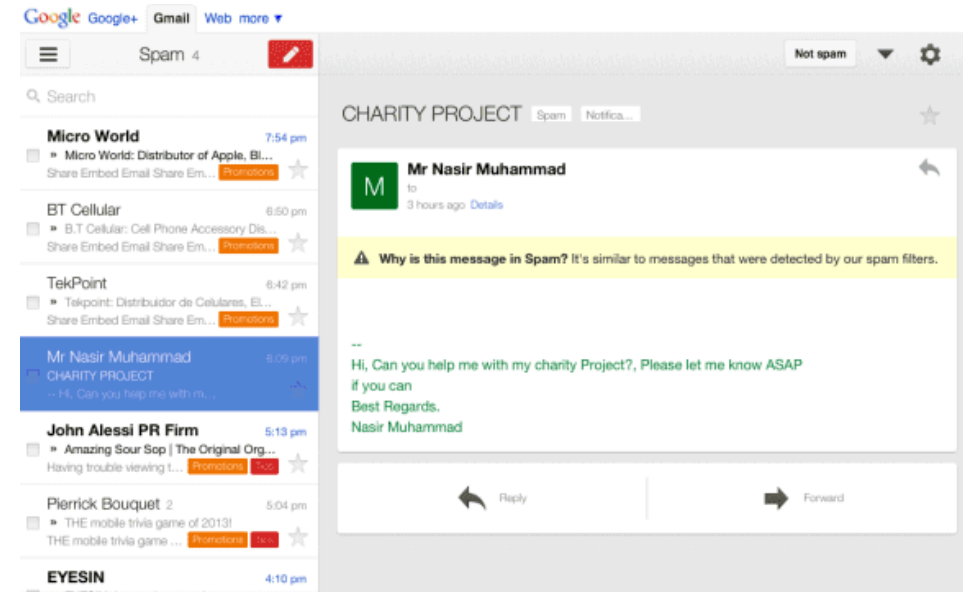 Google Google+ Gmail Web more ▼
Spam 4
Not spam
Search
Micro World 7:54 pm
» Micro World: Distributor of Apple, Bl...
Share Embed Email Share Em... Promotions
BT Cellular 6:50 pm
» B.T Cellular: Cell Phone Accessory Dis...
Share Embed Email Share Em... Promotions
TekPoint 6:42 pm
» Tekpoint: Distribuidor de Celulares, El...
Share Embed Email Share Em... Promotions
Mr Nasir Muhammad 6:09 pm
CHARITY PROJECT
-- Hi, Can you help me with m...
John Alessi PR Firm 5:13 pm
» Amazing Sour Sop | The Original Org...
Having trouble viewing t... Promotions
Pierrick Bouquet 2 5:04 pm
» THE mobile trivia game of 2013!
THE mobile trivia game ... Promotions
EYESIN 4:10 pm
CHARITY PROJECT Spam Notifica...
M
Mr Nasir Muhammad
to
3 hours ago Details
Why is this message in Spam? It's similar to messages that were detected by our spam filters.
--
Hi, Can you help me with my charity Project?, Please let me know ASAP
if you can
Best Regards.
Nasir Muhammad
Reply
Forward